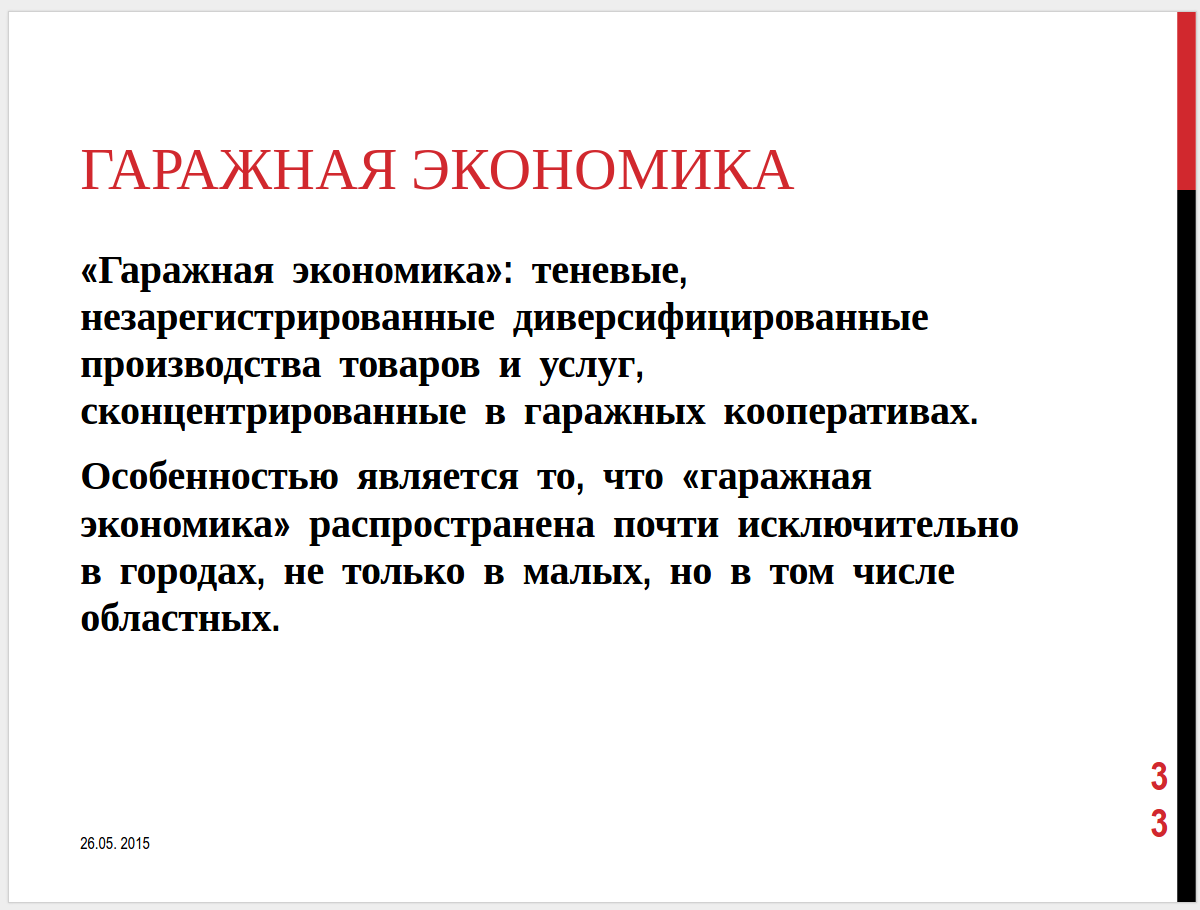 ГАРАЖНАЯ ЭКОНОМИКА
«Гаражная экономика»: теневые,
незарегистрированные диверсифицированные
производства товаров и услуг,
сконцентрированные в гаражных кооперативах.
Особенностью является то, что «гаражная
экономика» распространена почти исключительно
в городах, не только в малых, но в том числе
областных.
3
3
26.05. 2015